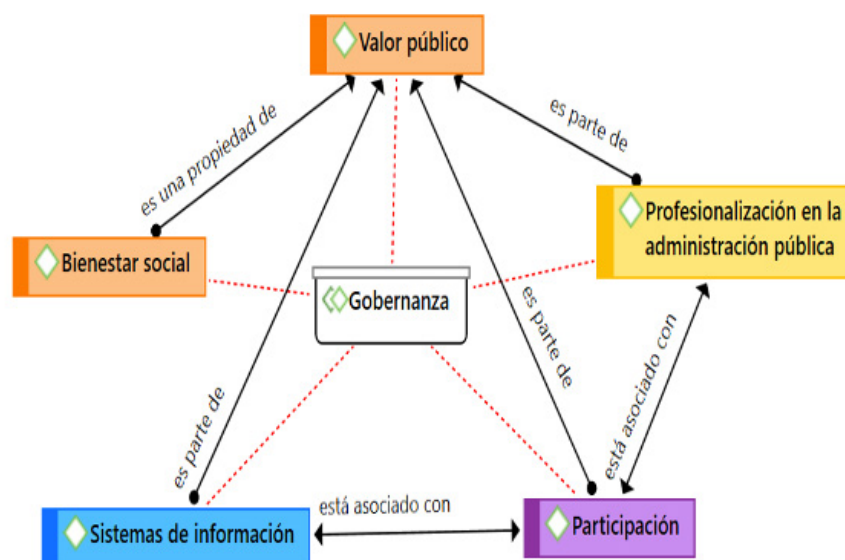 Valor público
es una propiedad de
es parte de
Profesionalización en la
administración pública
Bienestar social
Gobernanza
es parte de
es parte de
está asociado con
Sistemas de información
está asociado con
Participación